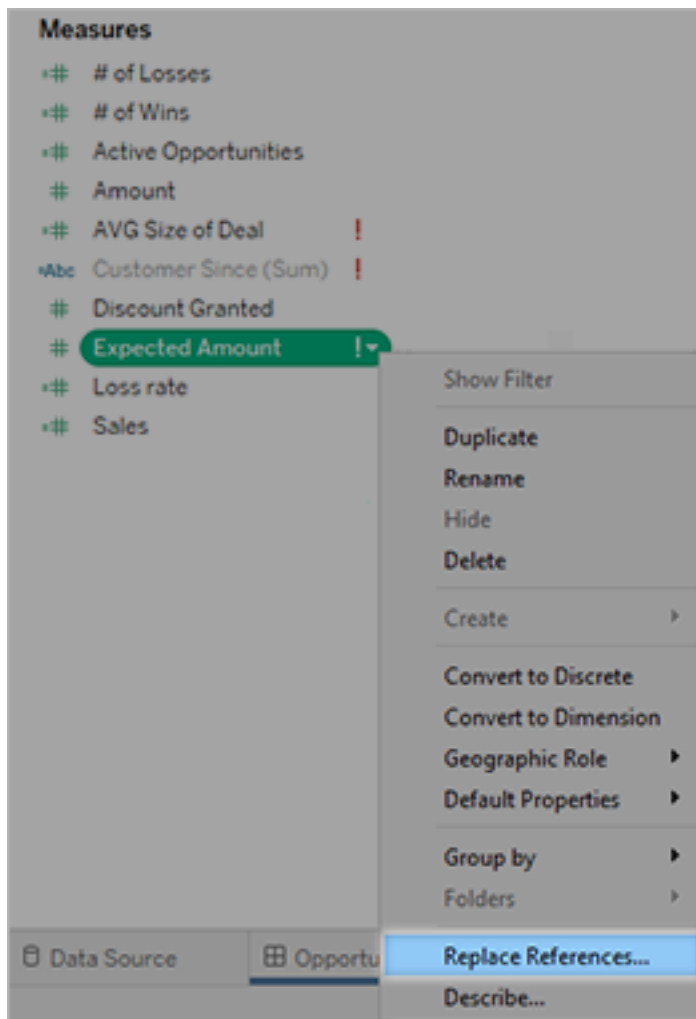 Measures
# of Losses
# of Wins
Active Opportunities
Amount
AVG Size of Deal !
Abc Customer Since (Sum) !
Discount Granted
Expected Amount !
Loss rate
Sales
Show Filter
Duplicate
Rename
Hide
Delete
Create
Convert to Discrete
Convert to Dimension
Geographic Role
Default Properties
Group by
Folders
Replace References...
Describe...
Data Source
Opportu